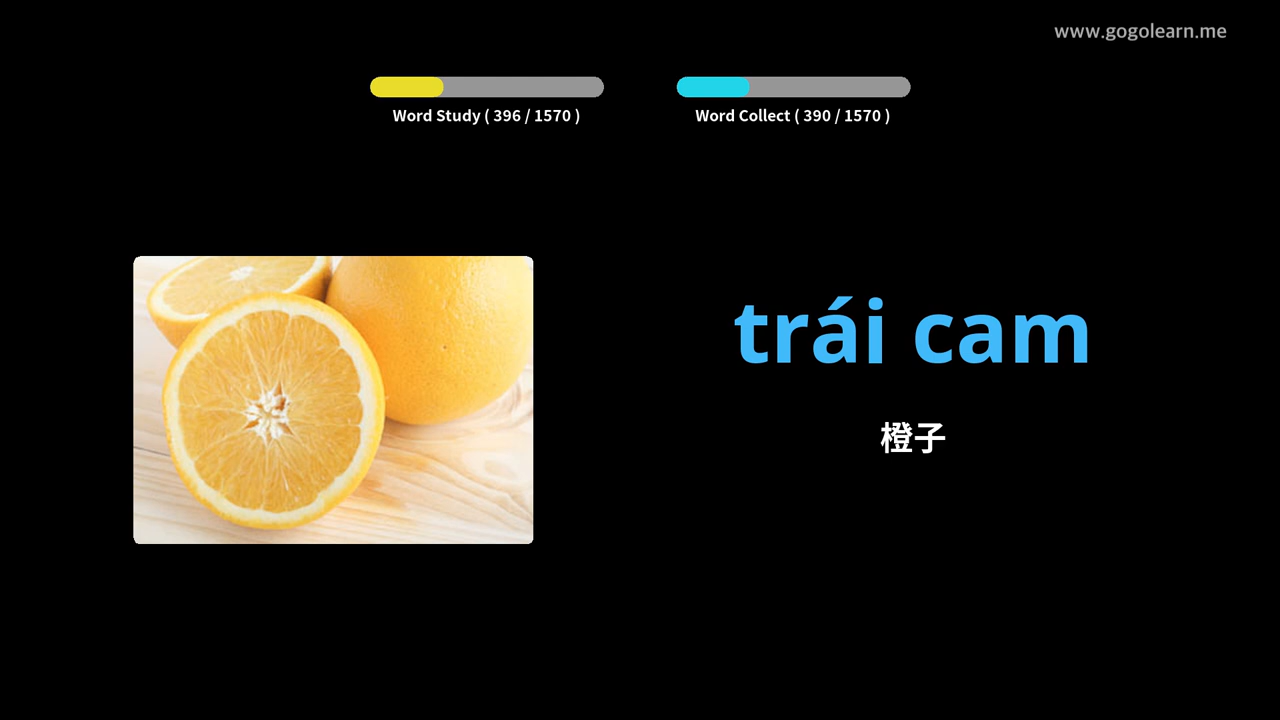 www.gogolearn.me
Word Study ( 396 / 1570 )
Word Collect ( 390 / 1570 )
trái cam
橙子